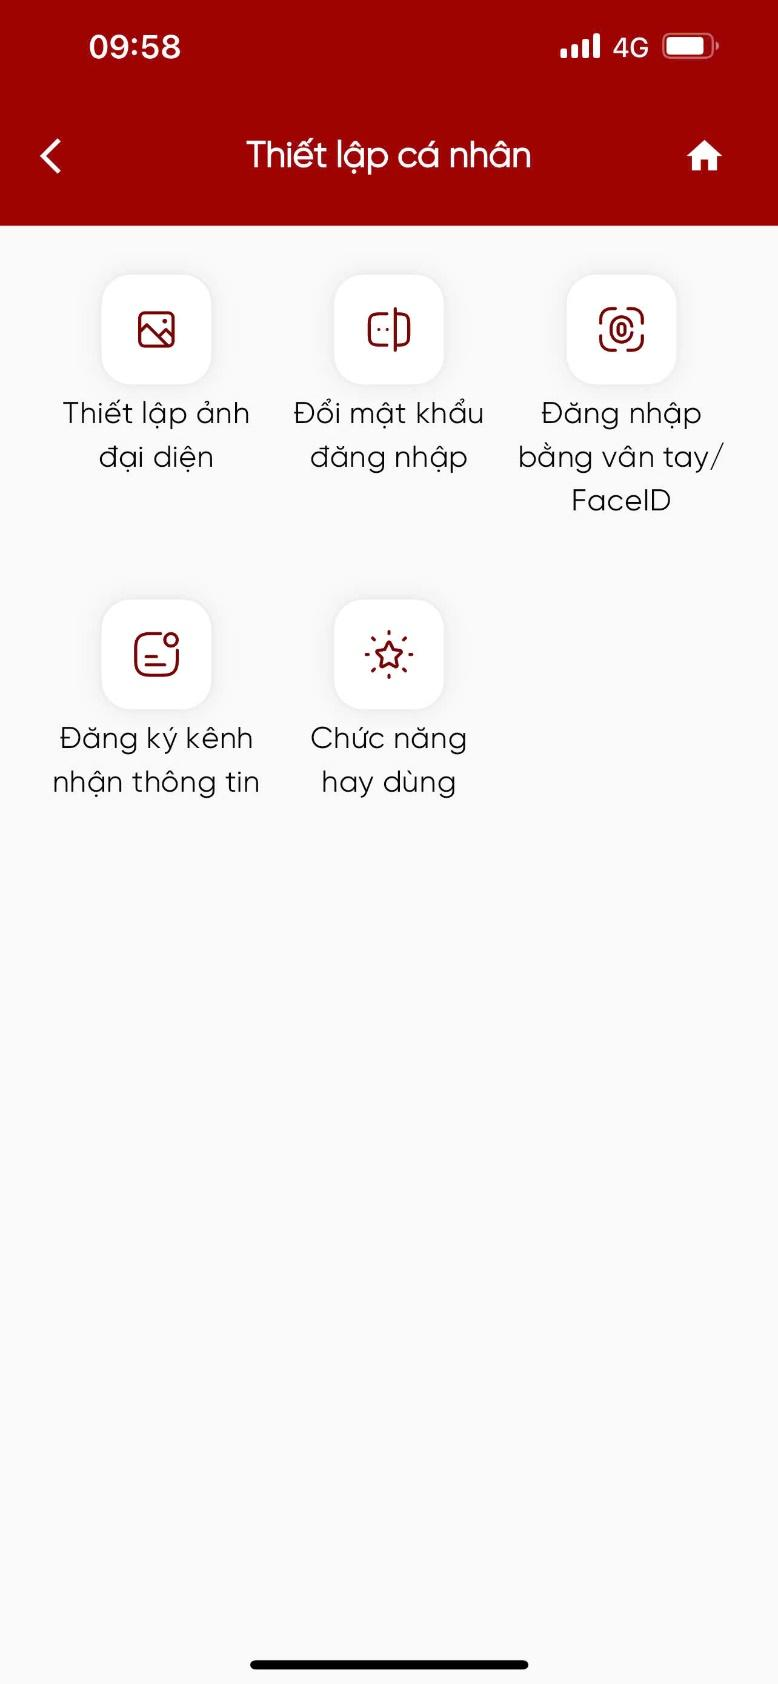 09:58
4G
Thiết lập cá nhân
Thiết lập ảnh
đại diện
Đổi mật khẩu
đăng nhập
Đăng nhập
bằng vân tay/
FaceID
Đăng ký kênh
nhận thông tin
Chức năng
hay dùng